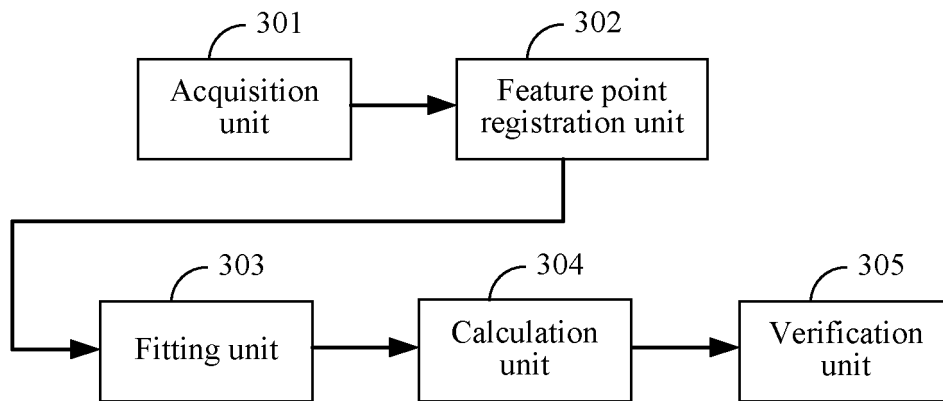 301
Acquisition
unit
302
Feature point
registration unit
303
Fitting unit
304
Calculation
unit
305
Verification
unit